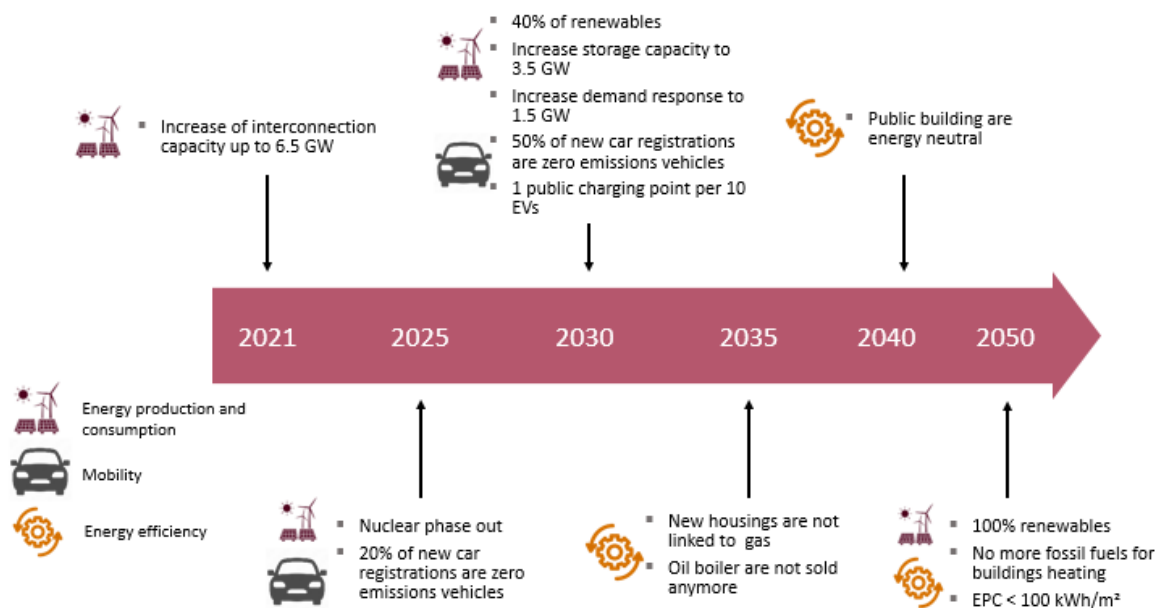 ▪ Increase of interconnection
capacity up to 6.5 GW
▪ 40% of renewables
▪ Increase storage capacity to
3.5 GW
▪ Increase demand response to
1.5 GW
▪ 50% of new car registrations
are zero emissions vehicles
▪ 1 public charging point per 10
EVs
▪ Public building are
energy neutral
2021 2025 2030 2035 2040 2050
Energy production and
consumption
Mobility
Energy efficiency
▪ Nuclear phase out
▪ 20% of new car
registrations are zero
emissions vehicles
▪ New housings are not
linked to gas
▪ Oil boiler are not sold
anymore
▪ 100% renewables
▪ No more fossil fuels for
buildings heating
▪ EPC < 100 kWh/m²